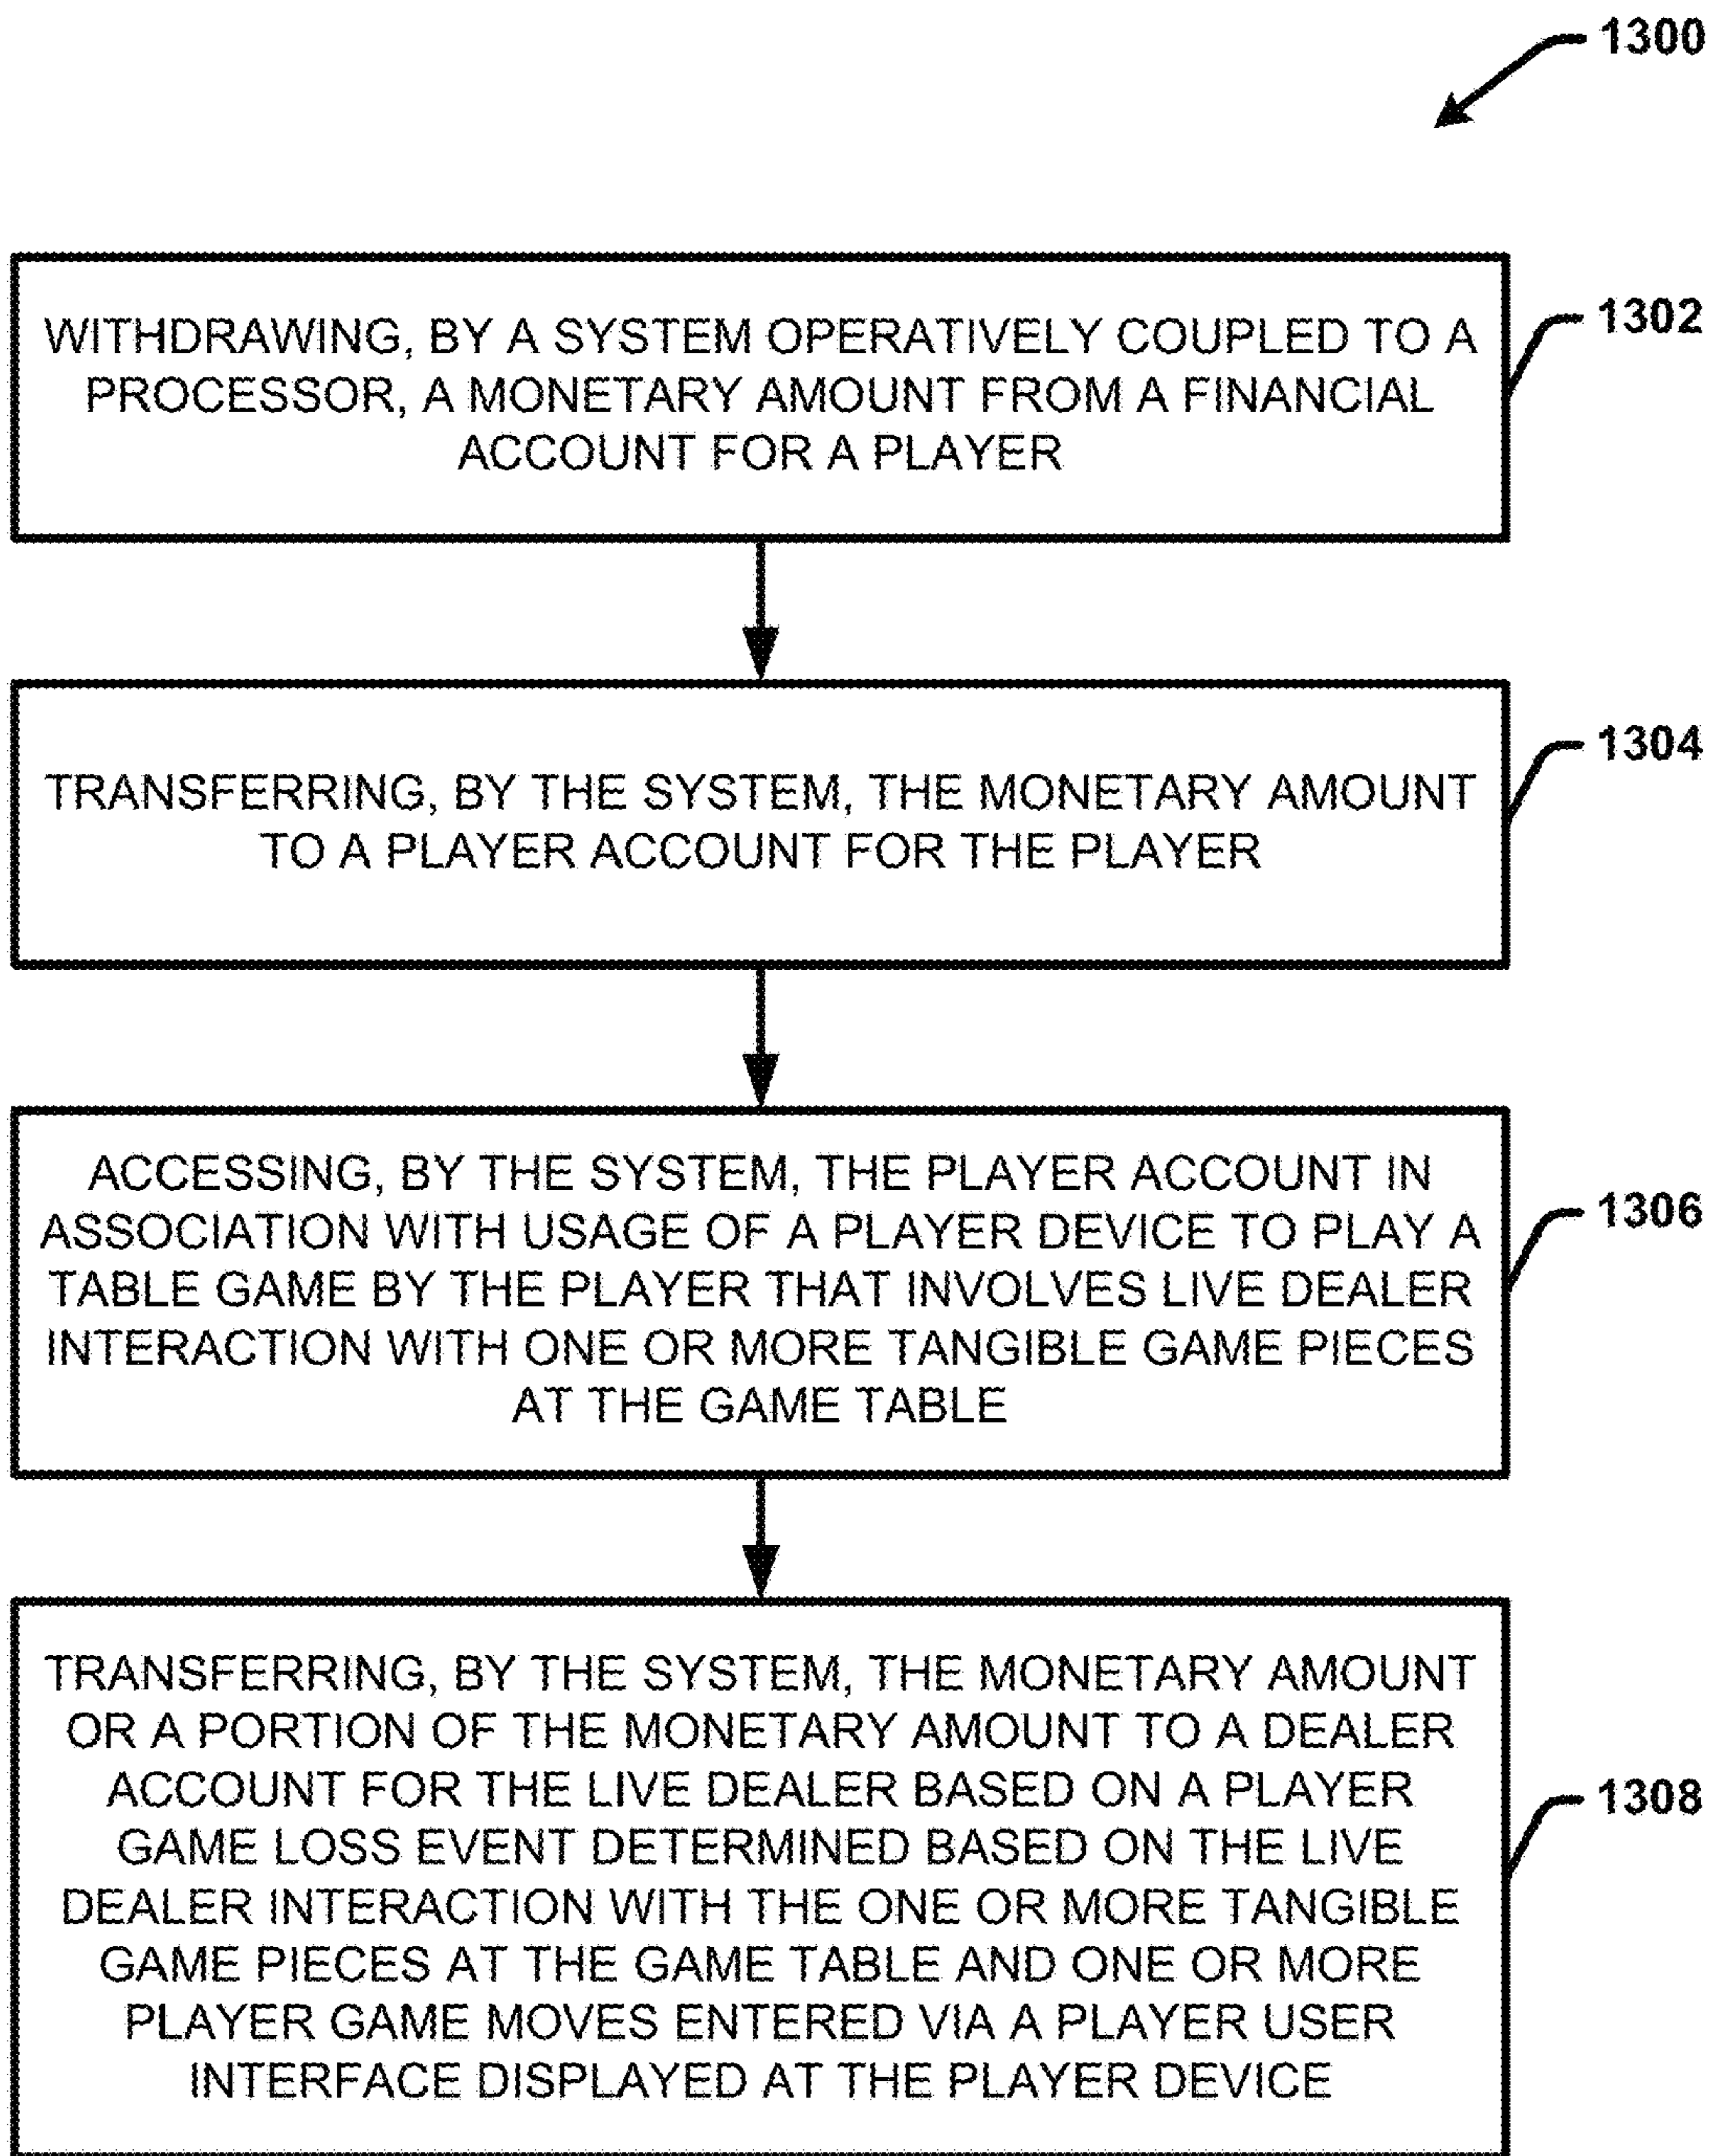 1300
WITHDRAWING, BY A SYSTEM OPERATIVELY COUPLED TO A
PROCESSOR, A MONETARY AMOUNT FROM A FINANCIAL
ACCOUNT FOR A PLAYER
1302
TRANSFERRING, BY THE SYSTEM, THE MONETARY AMOUNT
TO A PLAYER ACCOUNT FOR THE PLAYER
1304
ACCESSING, BY THE SYSTEM, THE PLAYER ACCOUNT IN
ASSOCIATION WITH USAGE OF A PLAYER DEVICE TO PLAY A
TABLE GAME BY THE PLAYER THAT INVOLVES LIVE DEALER
INTERACTION WITH ONE OR MORE TANGIBLE GAME PIECES
AT THE GAME TABLE
1306
TRANSFERRING, BY THE SYSTEM, THE MONETARY AMOUNT
OR A PORTION OF THE MONETARY AMOUNT TO A DEALER
ACCOUNT FOR THE LIVE DEALER BASED ON A PLAYER
GAME LOSS EVENT DETERMINED BASED ON THE LIVE
DEALER INTERACTION WITH THE ONE OR MORE TANGIBLE
GAME PIECES AT THE GAME TABLE AND ONE OR MORE
PLAYER GAME MOVES ENTERED VIA A PLAYER USER
INTERFACE DISPLAYED AT THE PLAYER DEVICE
1308